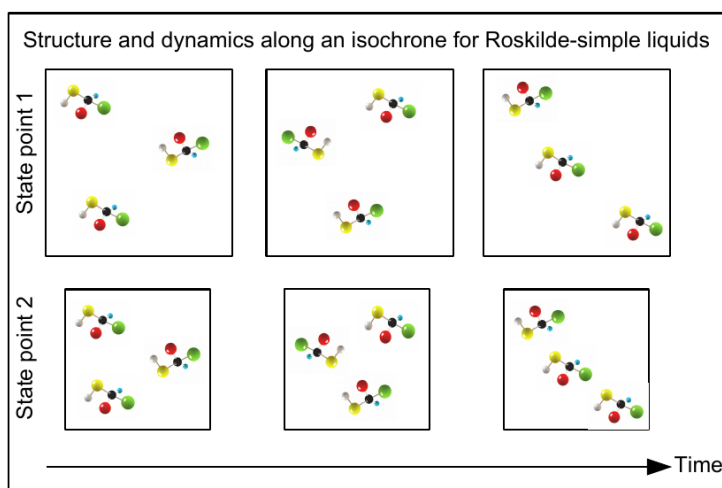 Structure and dynamics along an isochrone for Roskilde-simple liquids
State point 1
State point 2
Time